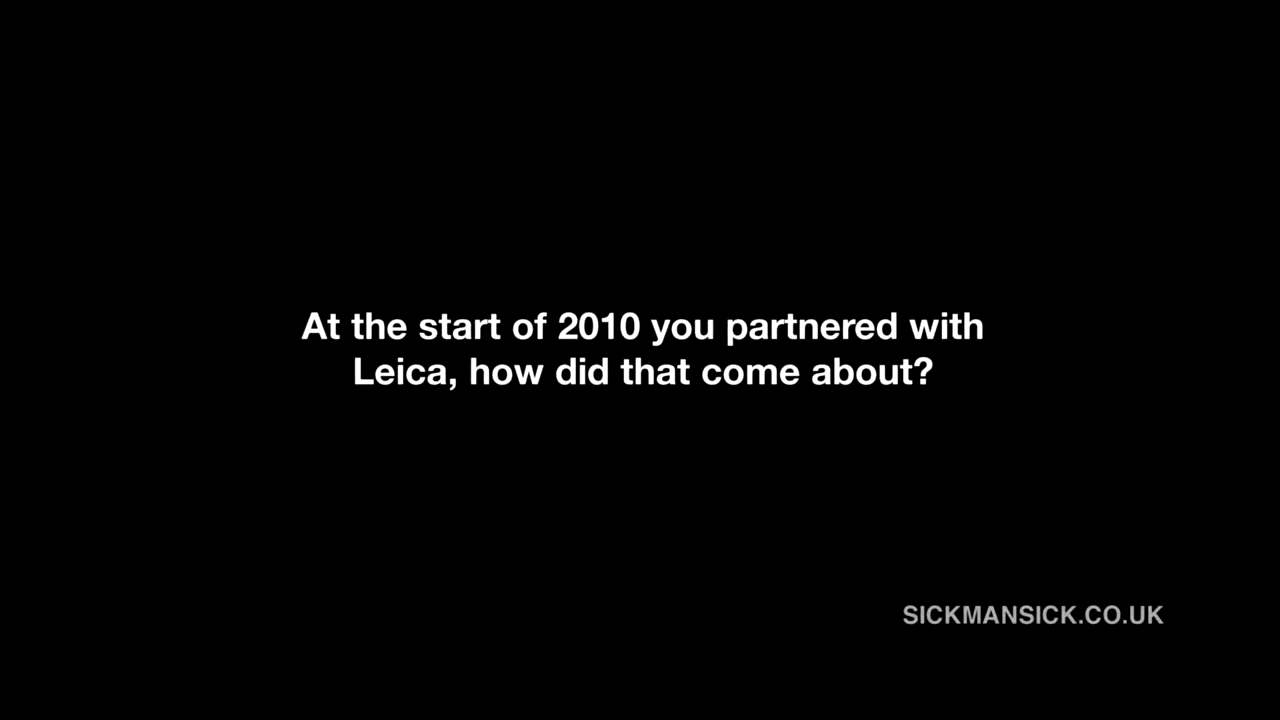 At the start of 2010 you partnered with
Leica, how did that come about?
SICKMANSICK.CO.UK